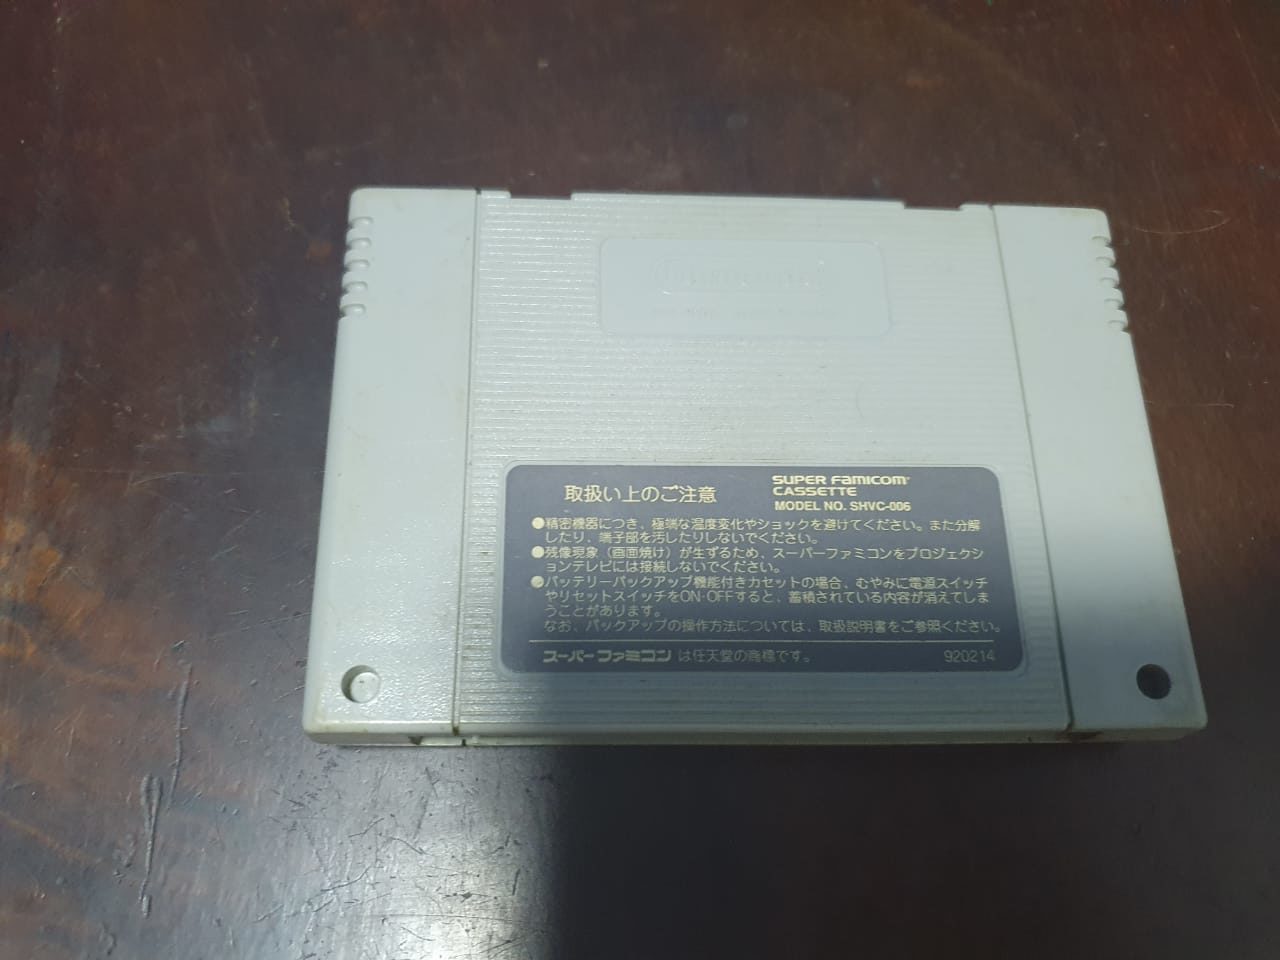 Nintendo
取扱い上のご注意
SUPER FAMICOM
CASSETTE
MODEL NO. SHVC-006
●精密機器につき、極端な温度変化やショックを避けてください。また分解
したり、端子部を汚したりしないでください。
●残像現象（画面焼け）が生ずるため、スーパーファミコンをプロジェクシ
ョンテレビには接続しないでください。
●バッテリーバックアップ機能付きカセットの場合、むやみに電源スイッチ
やリセットスイッチをON·OFFすると、蓄積されている内容が消えてしま
うことがあります。
なお、バックアップの操作方法については、取扱説明書をご参照ください。
スーパーファミコン は任天堂の商標です。
920214